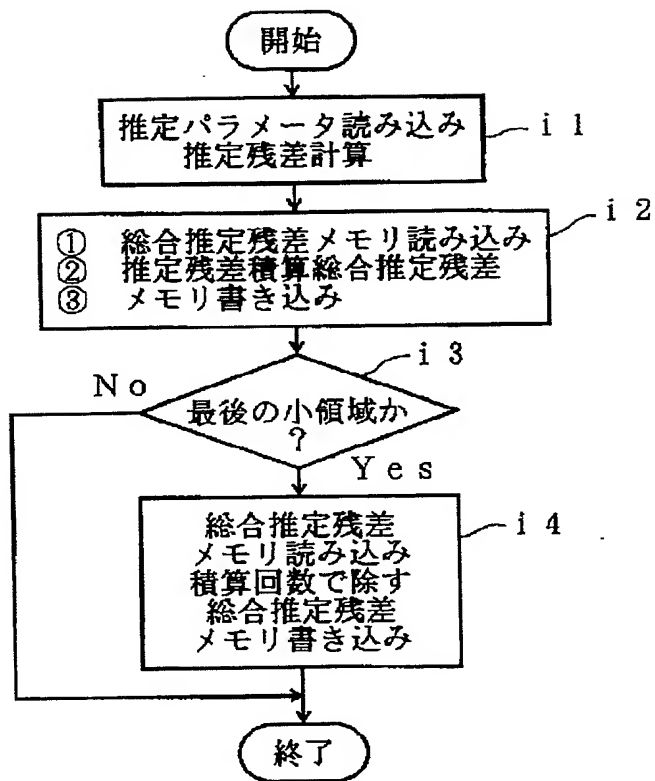 開始
推定パラメータ読み込み
推定残差計算
i 1
i 2
① 総合推定残差メモリ読み込み
② 推定残差積算総合推定残差
③ メモリ書き込み
i 3
No
最後の小領域か
?
Yes
総合推定残差
メモリ読み込み
積算回数で除す
総合推定残差
メモリ書き込み
i 4
終了